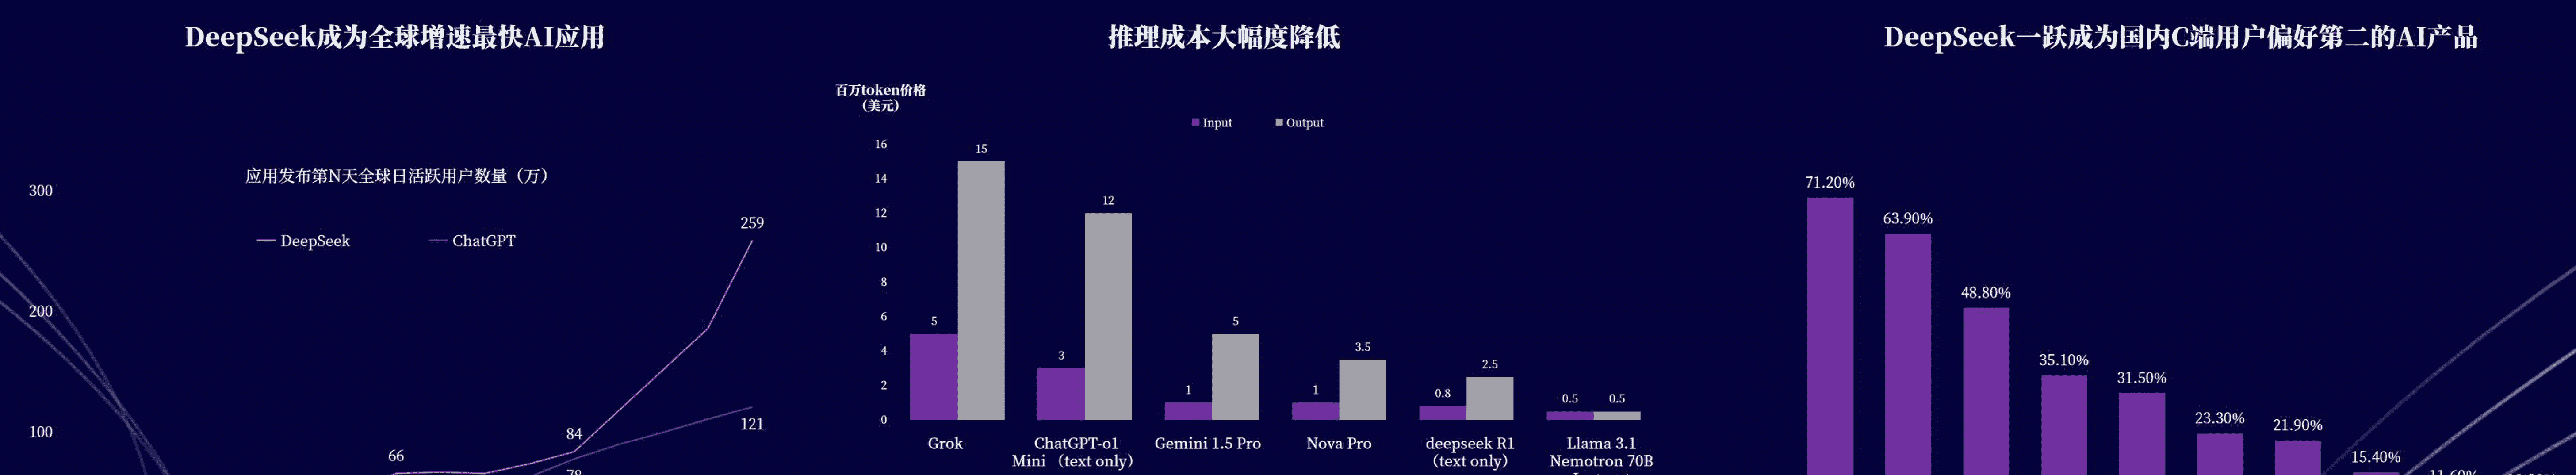 DeepSeek成为全球增速最快AI应用
应用发布第N天全球日活跃用户数量（万）
DeepSeek
ChatGPT
300
200
100
66
84
78
259
121
推理成本大幅度降低
百万token价格
（美元）
Input
Output
16
14
12
10
8
6
4
2
0
5
15
3
12
1
5
1
3.5
0.8
2.5
0.5
0.5
Grok
ChatGPT-o1
Mini （text only）
Gemini 1.5 Pro
Nova Pro
deepseek R1
（text only）
Llama 3.1
Nemotron 70B
DeepSeek一跃成为国内C端用户偏好第二的AI产品
71.20%
63.90%
48.80%
35.10%
31.50%
23.30%
21.90%
15.40%
11.60%